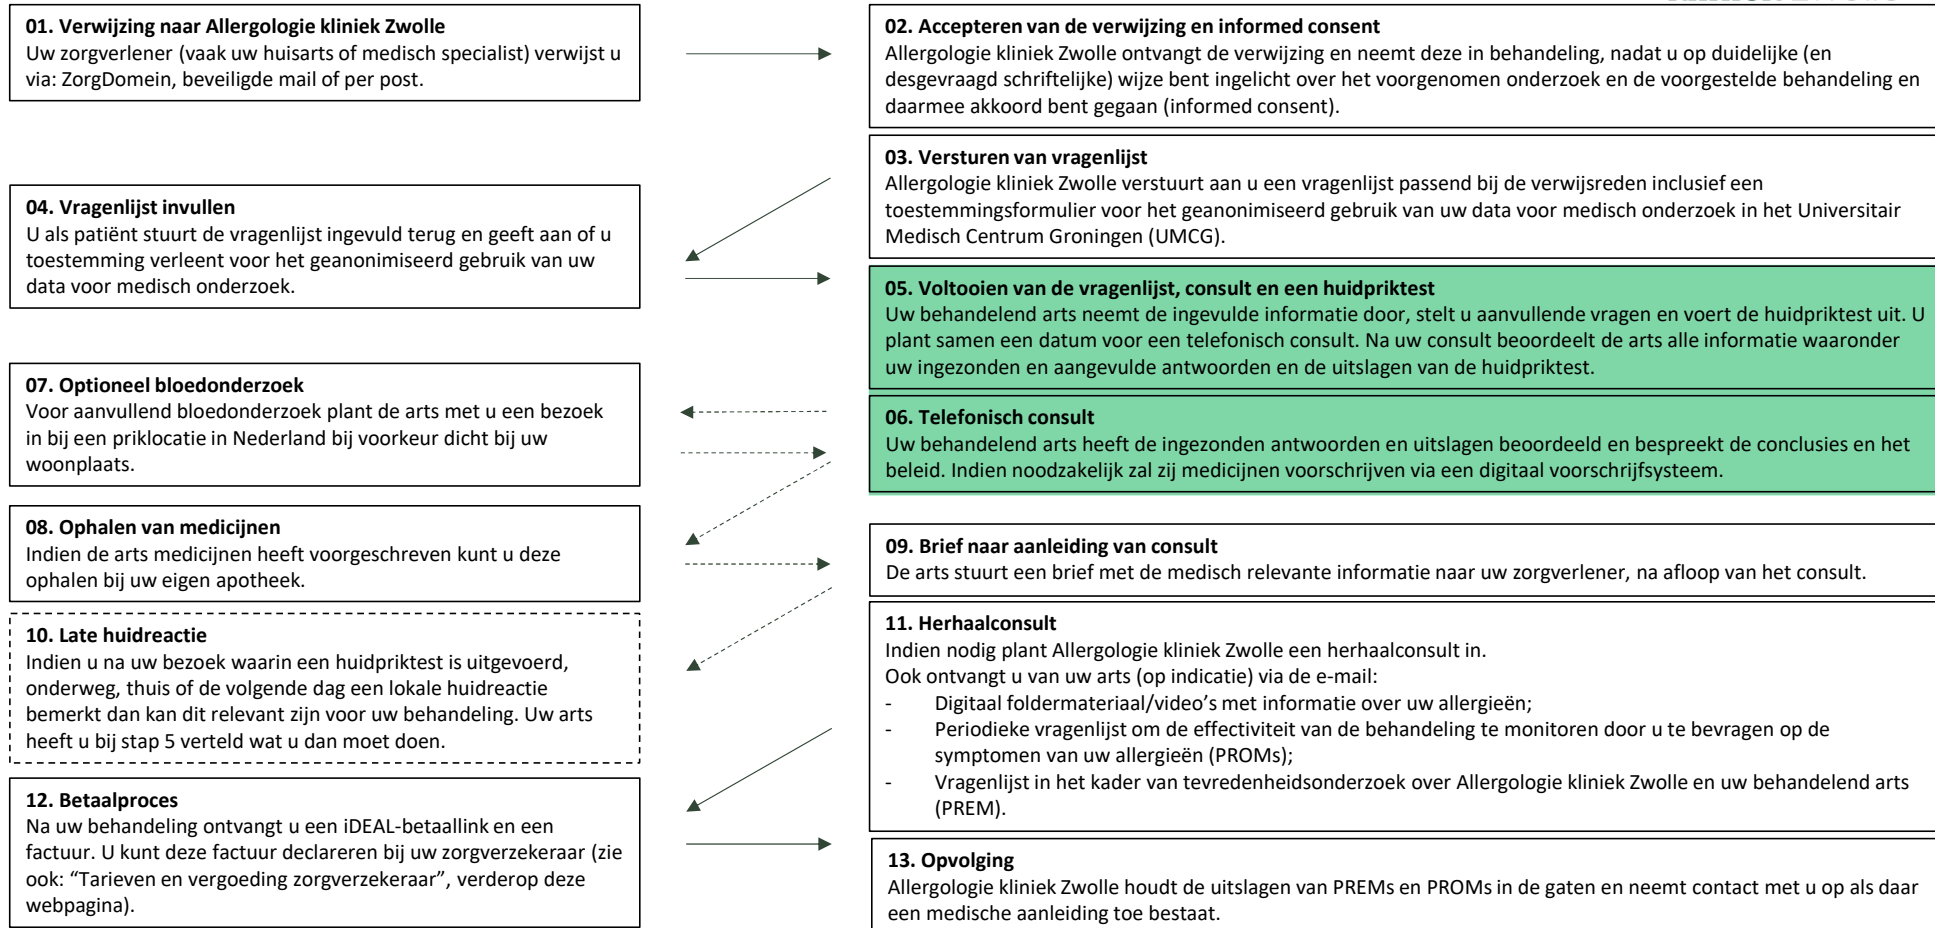 01. Verwijzing naar Allergologie kliniek Zwolle
Uw zorgverlener (vaak uw huisarts of medisch specialist) verwijst u
via: ZorgDomein, beveiligde mail of per post.
02. Accepteren van de verwijzing en informed consent
Allergologie kliniek Zwolle ontvangt de verwijzing en neemt deze in behandeling, nadat u op duidelijke (en
desgevraagd schriftelijke) wijze bent ingelicht over het voorgenomen onderzoek en de voorgestelde behandeling en
daarmee akkoord bent gegaan (informed consent).
03. Versturen van vragenlijst
Allergologie kliniek Zwolle verstuurt aan u een vragenlijst passend bij de verwijsreden inclusief een
toestemmingsformulier voor het geanonimiseerd gebruik van uw data voor medisch onderzoek in het Universitair
Medisch Centrum Groningen (UMCG).
04. Vragenlijst invullen
U als patiënt stuurt de vragenlijst ingevuld terug en geeft aan of u
toestemming verleent voor het geanonimiseerd gebruik van uw
data voor medisch onderzoek.
05. Voltooien van de vragenlijst, consult en een huidpriktest
Uw behandelend arts neemt de ingevulde informatie door, stelt u aanvullende vragen en voert de huidpriktest uit. U
plant samen een datum voor een telefonisch consult. Na uw consult beoordeelt de arts alle informatie waaronder
uw ingezonden en aangevulde antwoorden en de uitslagen van de huidpriktest.
06. Telefonisch consult
Uw behandelend arts heeft de ingezonden antwoorden en uitslagen beoordeeld en bespreekt de conclusies en het
beleid. Indien noodzakelijk zal zij medicijnen voorschrijven via een digitaal voorschrijfsysteem.
07. Optioneel bloedonderzoek
Voor aanvullend bloedonderzoek plant de arts met u een bezoek
in bij een priklocatie in Nederland bij voorkeur dicht bij uw
woonplaats.
08. Ophalen van medicijnen
Indien de arts medicijnen heeft voorgeschreven kunt u deze
ophalen bij uw eigen apotheek.
09. Brief naar aanleiding van consult
De arts stuurt een brief met de medisch relevante informatie naar uw zorgverlener, na afloop van het consult.
10. Late huidreactie
Indien u na uw bezoek waarin een huidpriktest is uitgevoerd,
onderweg, thuis of de volgende dag een lokale huidreactie
bemerkt dan kan dit relevant zijn voor uw behandeling. Uw arts
heeft u bij stap 5 verteld wat u dan moet doen.
11. Herhaalconsult
Indien nodig plant Allergologie kliniek Zwolle een herhaalconsult in.
Ook ontvangt u van uw arts (op indicatie) via de e-mail:
- Digitaal foldermateriaal/video's met informatie over uw allergieën;
- Periodieke vragenlijst om de effectiviteit van de behandeling te monitoren door u te bevragen op de
symptomen van uw allergieën (PROMs);
- Vragenlijst in het kader van tevredenheidsonderzoek over Allergologie kliniek Zwolle en uw behandelend arts
(PREM).
12. Betaalproces
Na uw behandeling ontvangt u een iDEAL-betaallink en een
factuur. U kunt deze factuur declareren bij uw zorgverzekeraar (zie
ook: “Tarieven en vergoeding zorgverzekeraar”, verderop deze
webpagina).
13. Opvolging
Allergologie kliniek Zwolle houdt de uitslagen van PREMs en PROMs in de gaten en neemt contact met u op als daar
een medische aanleiding toe bestaat.